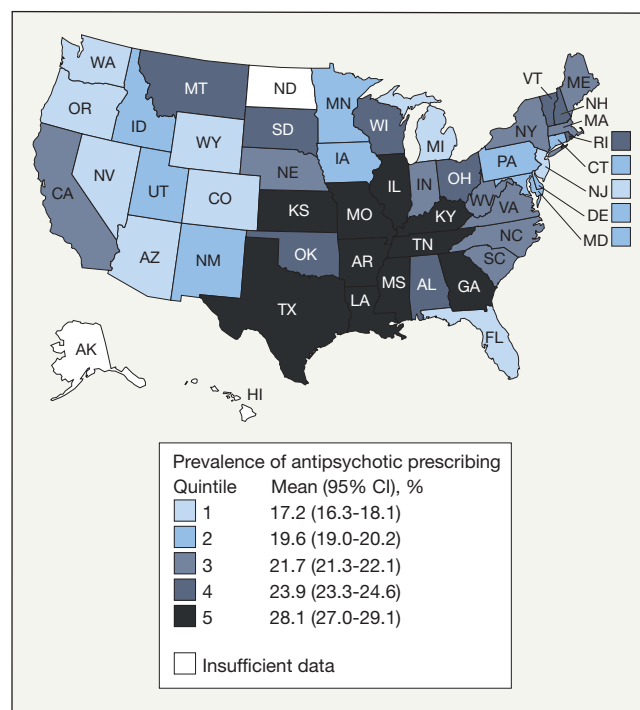 WA
OR
CA
NV
ID
MT
WY
UT
AZ
CO
NM
ND
SD
NE
KS
OK
TX
MN
IA
MO
AR
LA
WI
IL
MI
IN
OH
KY
TN
MS
AL
GA
FL
SC
NC
VA
WV
PA
NY
VT
ME
NH
MA
RI
CT
NJ
DE
MD
AK
HI
Prevalence of antipsychotic prescribing
Quintile Mean (95% CI), %
1 17.2 (16.3-18.1)
2 19.6 (19.0-20.2)
3 21.7 (21.3-22.1)
4 23.9 (23.3-24.6)
5 28.1 (27.0-29.1)
Insufficient data